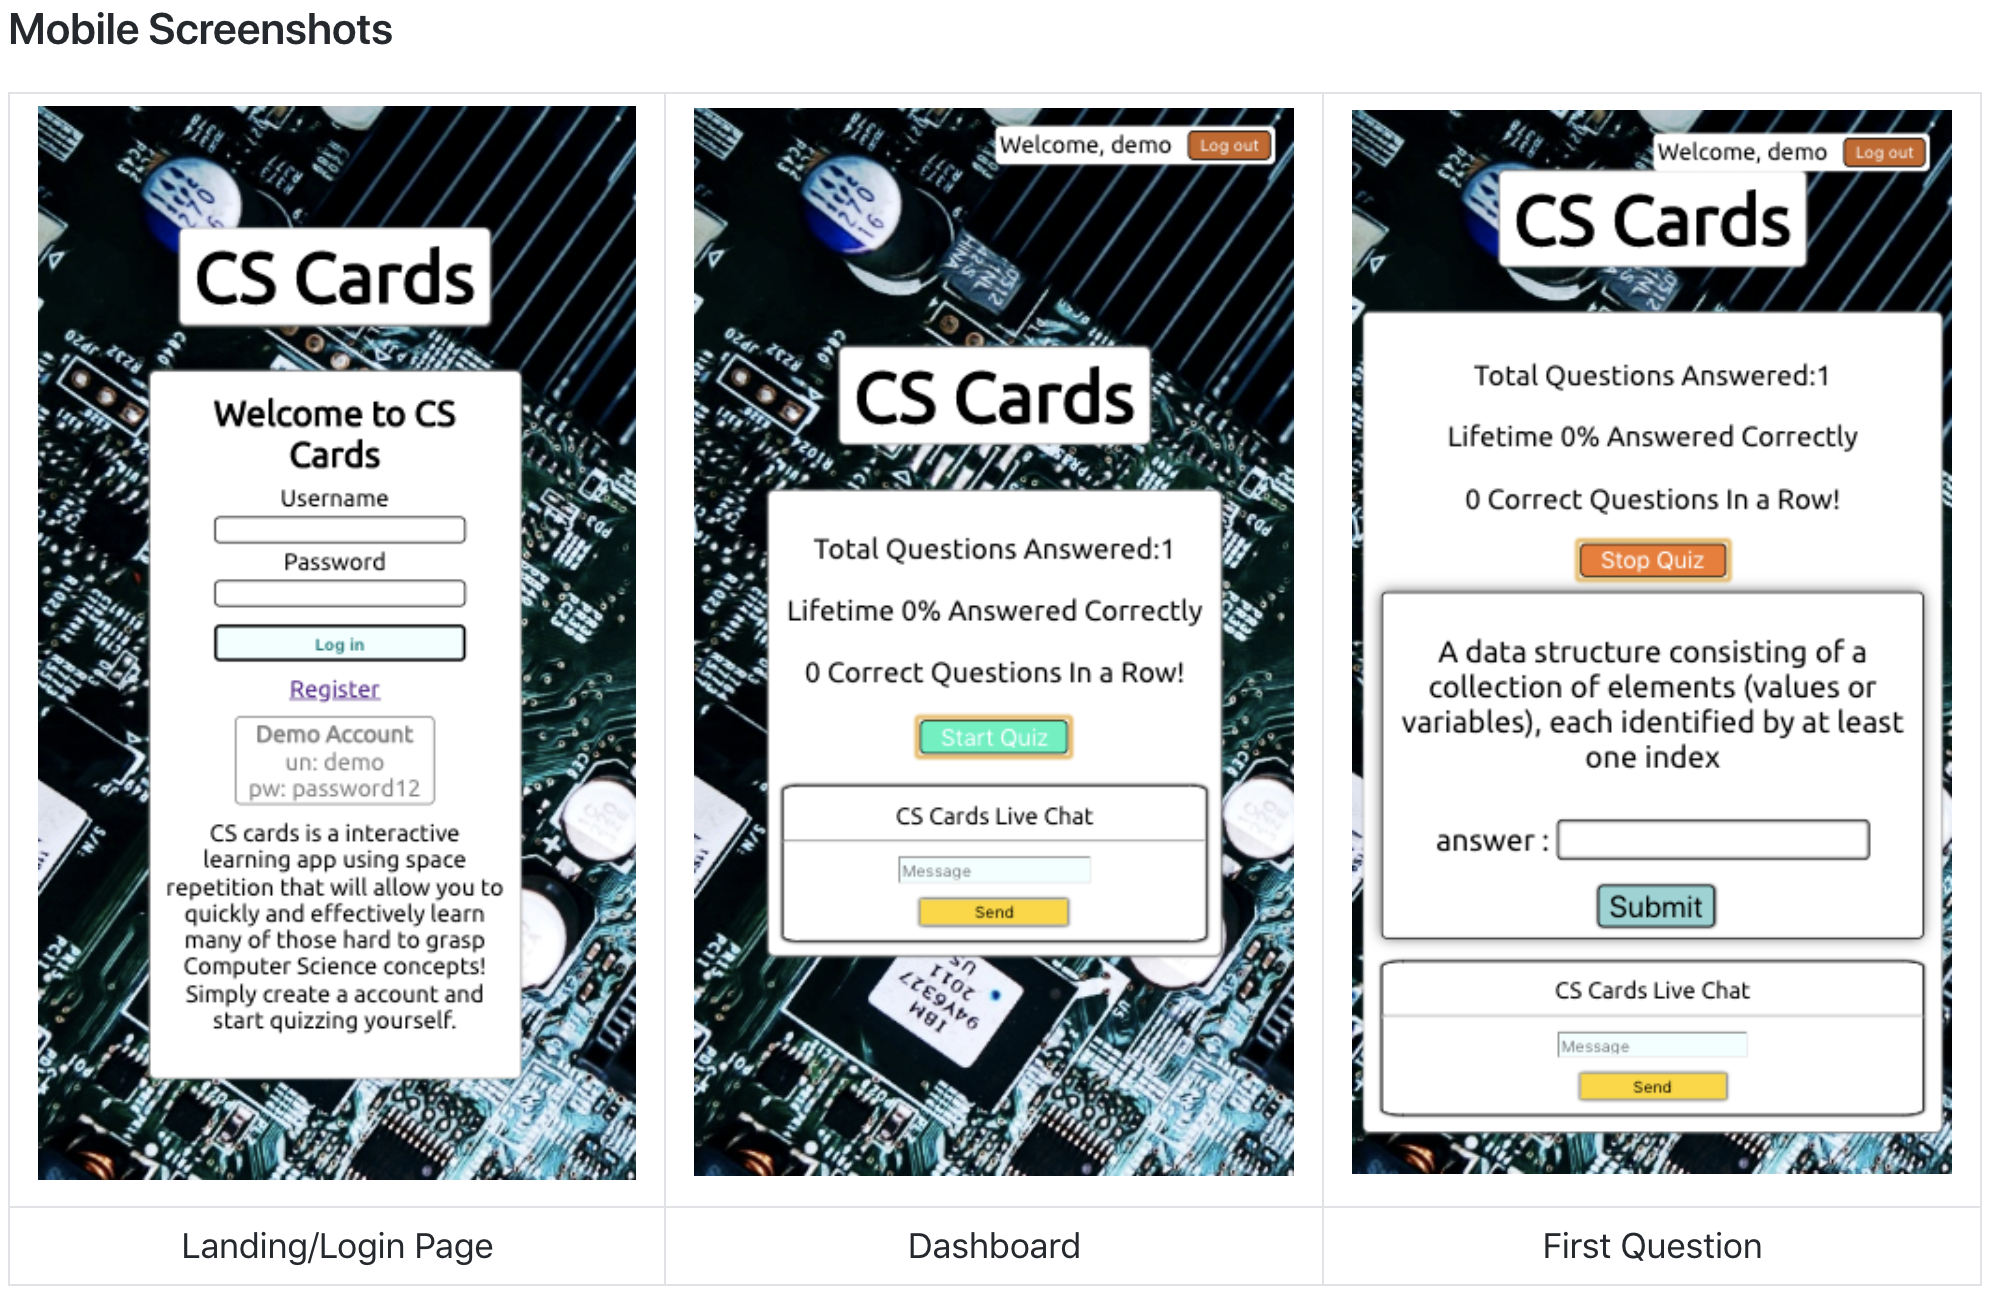 Mobile Screenshots
CS Cards
Welcome to CS
Cards
Username
Password
Log in
Register
Demo Account
un: demo
pw: password12
CS cards is a interactive
learning app using space
repetition that will allow you to
quickly and effectively learn
many of those hard to grasp
Computer Science concepts!
Simply create a account and
start quizzing yourself.
Landing/Login Page
Welcome, demo Log out
CS Cards
Total Questions Answered:1
Lifetime 0% Answered Correctly
0 Correct Questions In a Row!
Start Quiz
CS Cards Live Chat
Message
Send
IBM
94Y6327
2011
US
Dashboard
Welcome, demo Log out
CS Cards
Total Questions Answered:1
Lifetime 0% Answered Correctly
0 Correct Questions In a Row!
Stop Quiz
A data structure consisting of a
collection of elements (values or
variables), each identified by at least
one index
answer :
Submit
CS Cards Live Chat
Message
Send
First Question